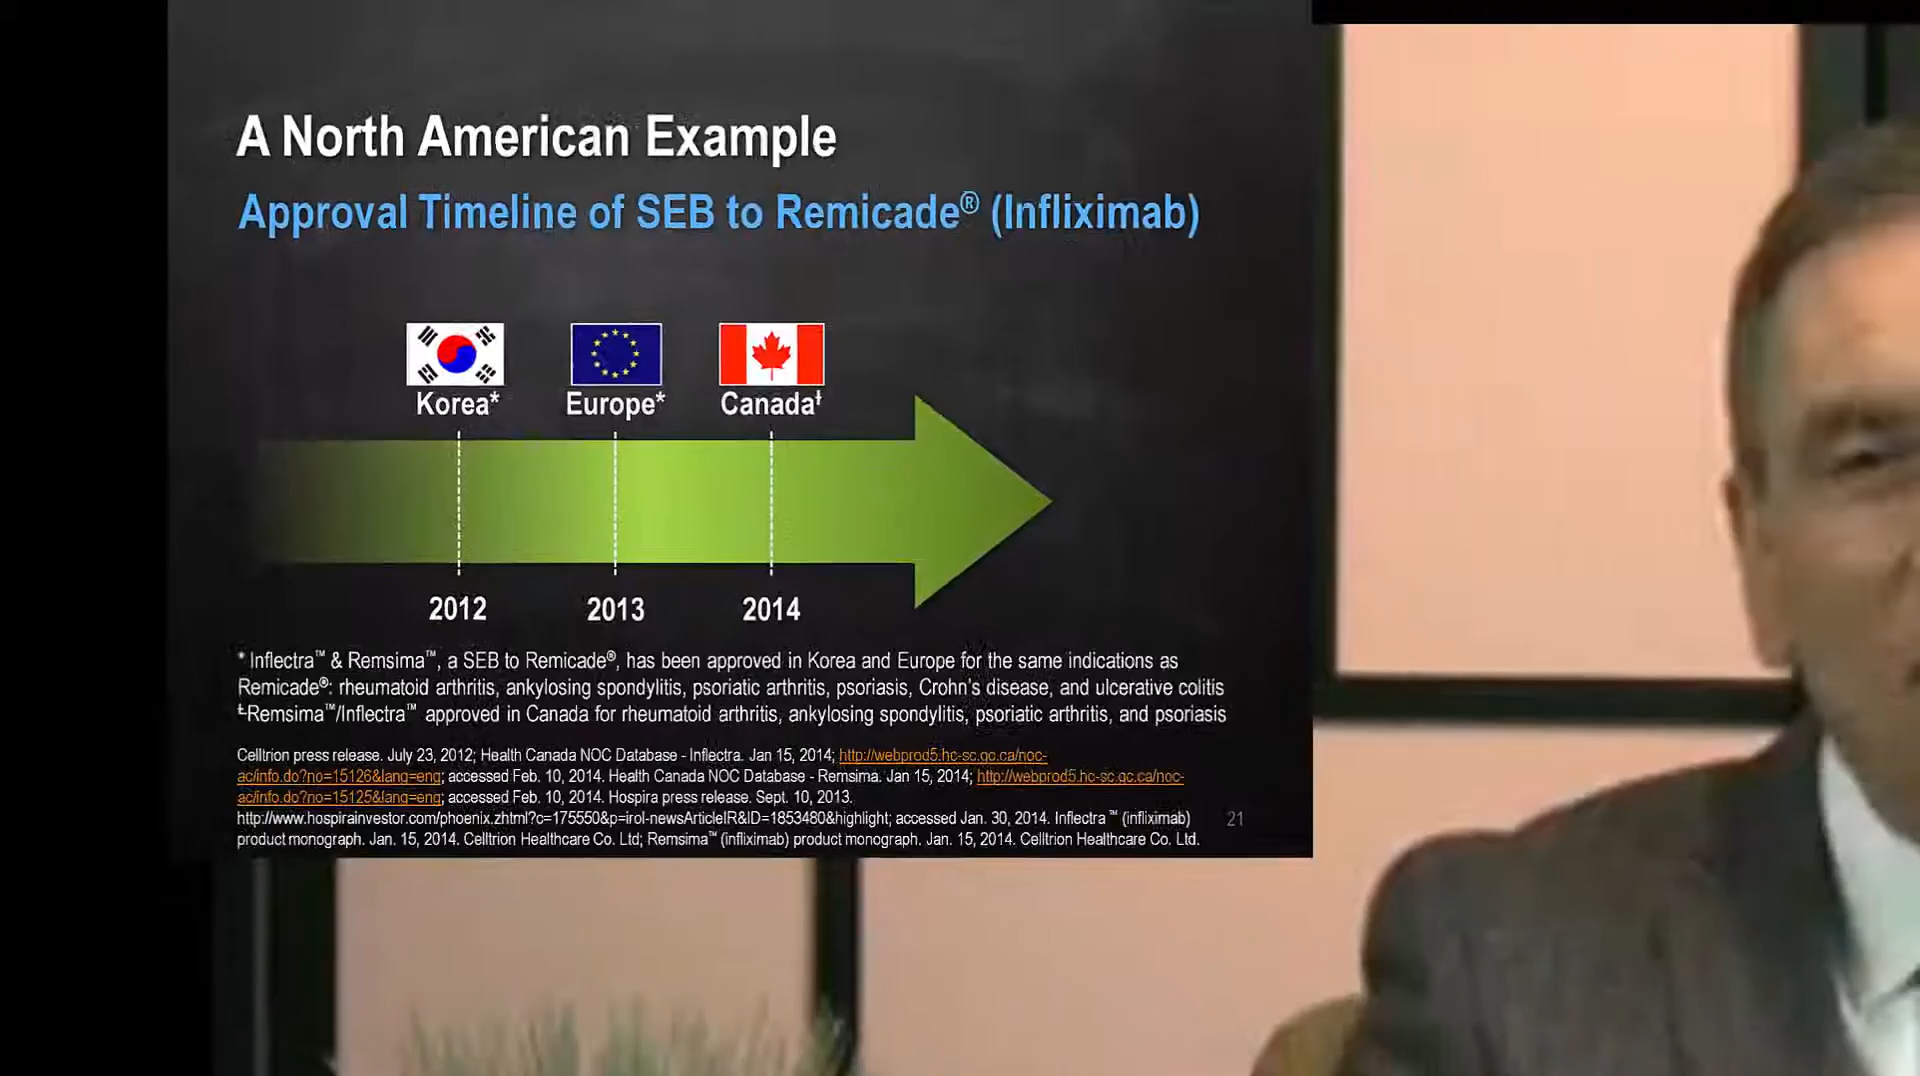 A North American Example
Approval Timeline of SEB to Remicade® (Infliximab)
Korea* Europe* Canadaƚ
2012 2013 2014
* Inflectra™ & Remsima™, a SEB to Remicade®, has been approved in Korea and Europe for the same indications as
Remicade®: rheumatoid arthritis, ankylosing spondylitis, psoriatic arthritis, psoriasis, Crohn's disease, and ulcerative colitis
ƚRemsima™/Inflectra™ approved in Canada for rheumatoid arthritis, ankylosing spondylitis, psoriatic arthritis, and psoriasis
Celltrion press release. July 23, 2012; Health Canada NOC Database - Inflectra. Jan 15, 2014; http://webprod5.hc-sc.gc.ca/noc-
ac/info.do?no=15126&lang=eng; accessed Feb. 10, 2014. Health Canada NOC Database - Remsima. Jan 15, 2014; http://webprod5.hc-sc.gc.ca/noc-
ac/info.do?no=15125&lang=eng; accessed Feb. 10, 2014. Hospira press release. Sept. 10, 2013.
http://www.hospirainvestor.com/phoenix.zhtml?c=175550&p=irol-newsArticleIR&ID=1853480&highlight; accessed Jan. 30, 2014. Inflectra™ (infliximab)
product monograph. Jan. 15, 2014. Celltrion Healthcare Co. Ltd; Remsima™ (infliximab) product monograph. Jan. 15, 2014. Celltrion Healthcare Co. Ltd.
21